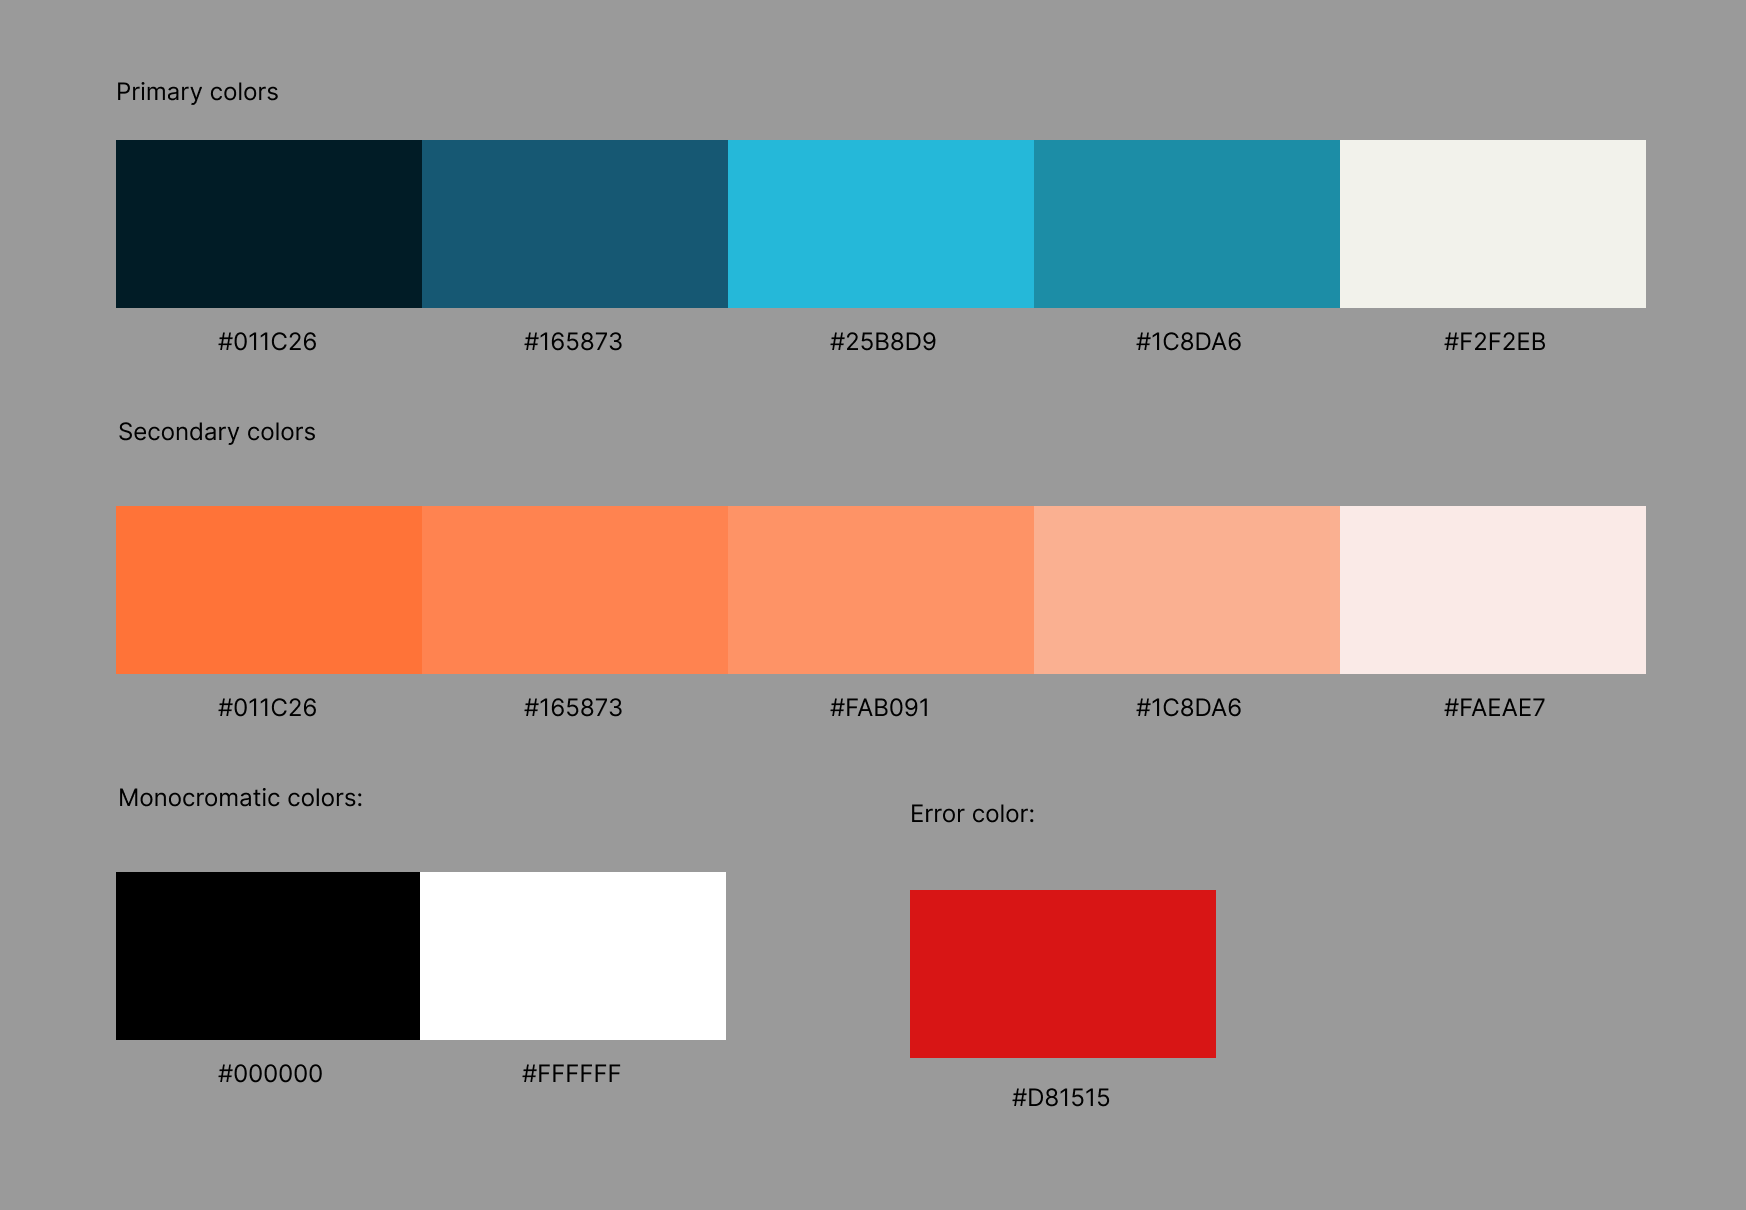 Primary colors
#011C26 #165873 #25B8D9 #1C8DA6 #F2F2EB
Secondary colors
#011C26 #165873 #FAB091 #1C8DA6 #FAEAE7
Monocromatic colors:
#000000 #FFFFFF
Error color:
#D81515